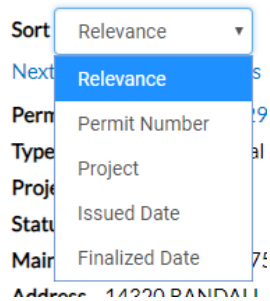 Sort Relevance
Next s
Relevance
Permit Number
Project
Issued Date
Finalized Date
Address 14320 RANDALL